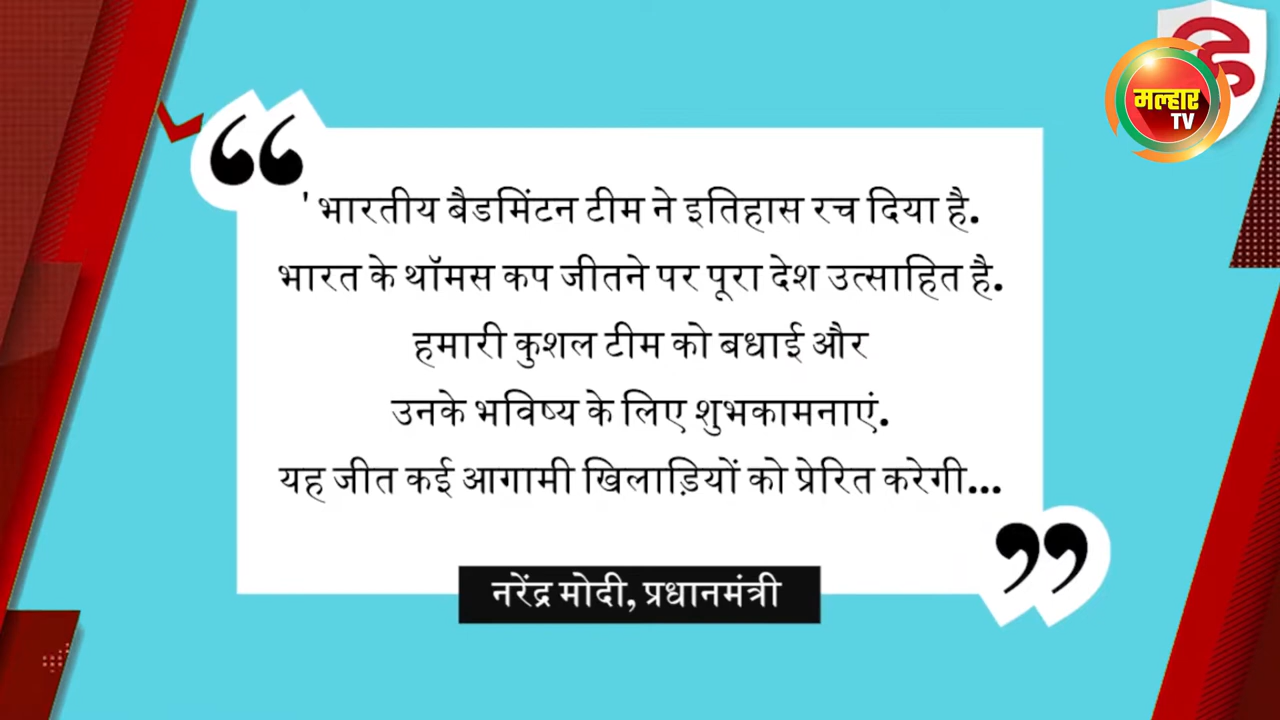 मल्हार
TV
' भारतीय बैडमिंटन टीम ने इतिहास रच दिया है.
भारत के थॉमस कप जीतने पर पूरा देश उत्साहित है.
हमारी कुशल टीम को बधाई और
उनके भविष्य के लिए शुभकामनाएं.
यह जीत कई आगामी खिलाड़ियों को प्रेरित करेगी...
नरेंद्र मोदी, प्रधानमंत्री